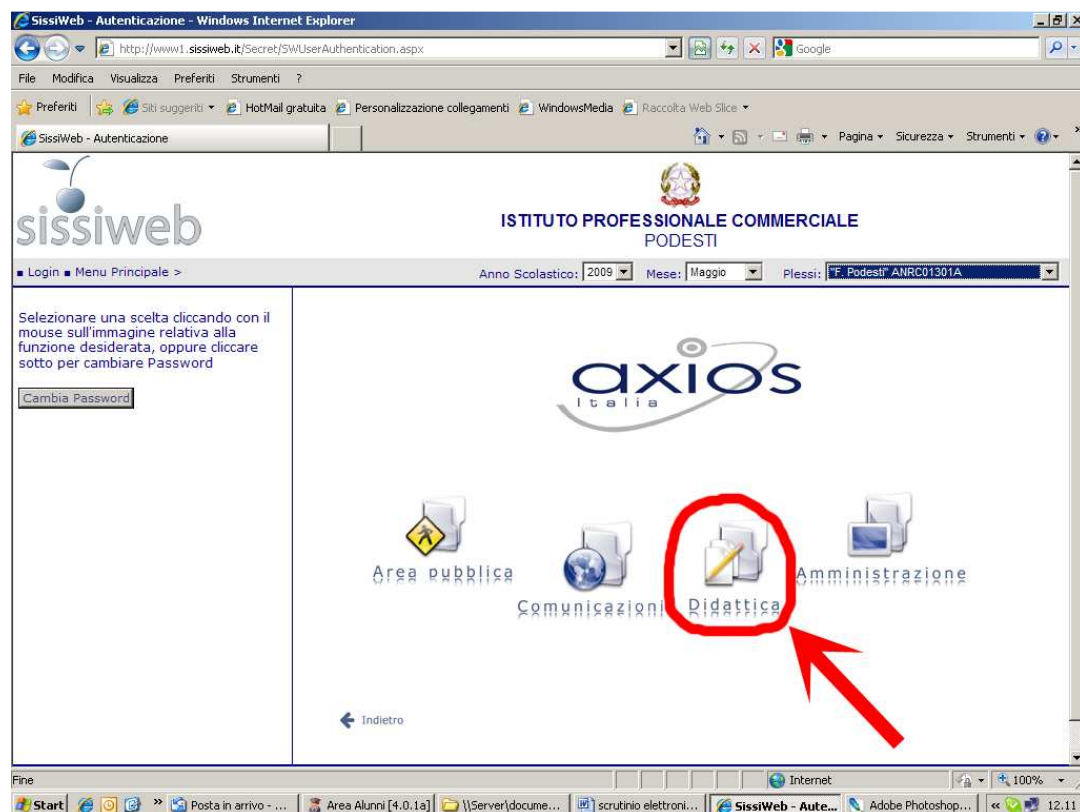 SissiWeb - Autenticazione - Windows Internet Explorer
http://www1.sissiweb.it/Secret/SWUserAuthentication.aspx
Google
File Modifica Visualizza Preferiti Strumenti ?
Preferiti Siti suggeriti HotMail gratuita Personalizzazione collegamenti WindowsMedia Raccolta Web Slice
SissiWeb - Autenticazione Pagina Sicurezza Strumenti
sissiweb
ISTITUTO PROFESSIONALE COMMERCIALE
PODESTI
Login Menu Principale > Anno Scolastico: 2009 Mese: Maggio Plessi: "F. Podesti" ANRC01301A
Selezionare una scelta cliccando con il
mouse sull'immagine relativa alla
funzione desiderata, oppure cliccare
sotto per cambiare Password
Cambia Password
axios
Italia
Area pubblica
Comunicazioni
Didattica
Amministrazione
Indietro
Fine Internet 100%
Start Posta in arrivo - ... Area Alunni [4.0.1a] \\Server\docume... scrutinio elettroni... SissiWeb - Aute... Adobe Photoshop... 12.11